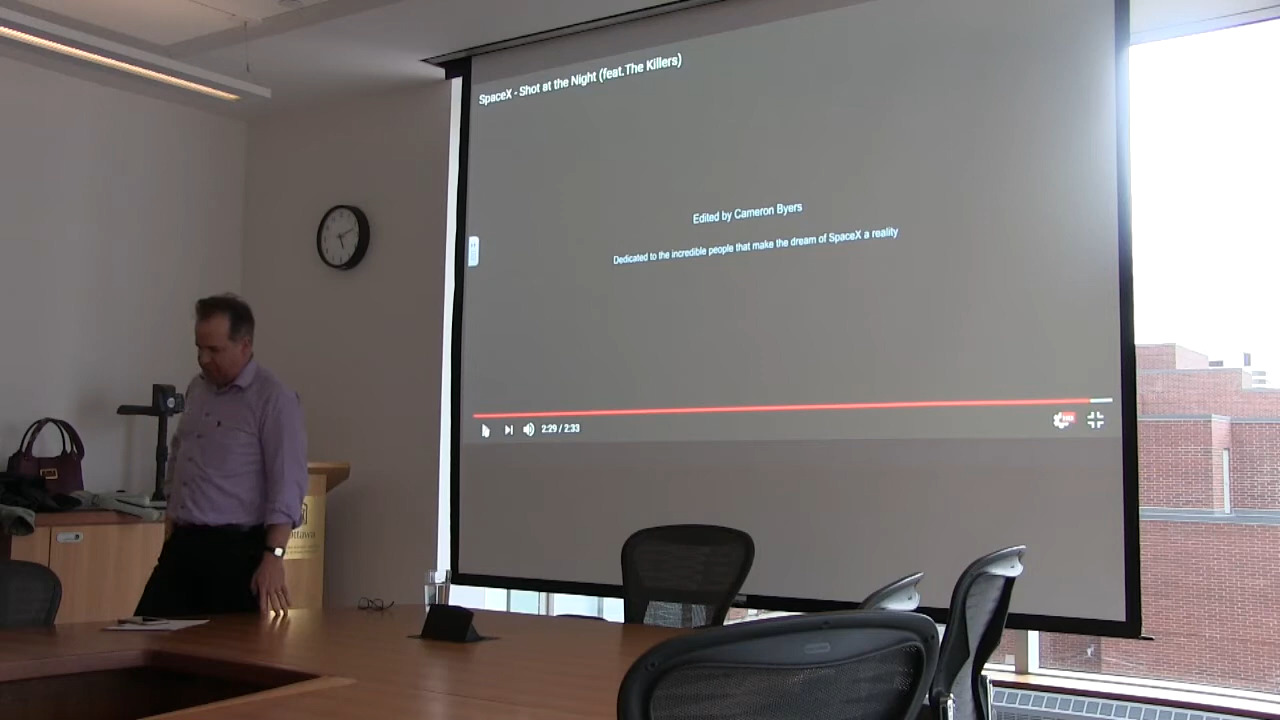 SpaceX - Shot at the Night (feat.The Killers)
Edited by Cameron Byers
Dedicated to the incredible people that make the dream of SpaceX a reality
2:29 / 2:33
HD